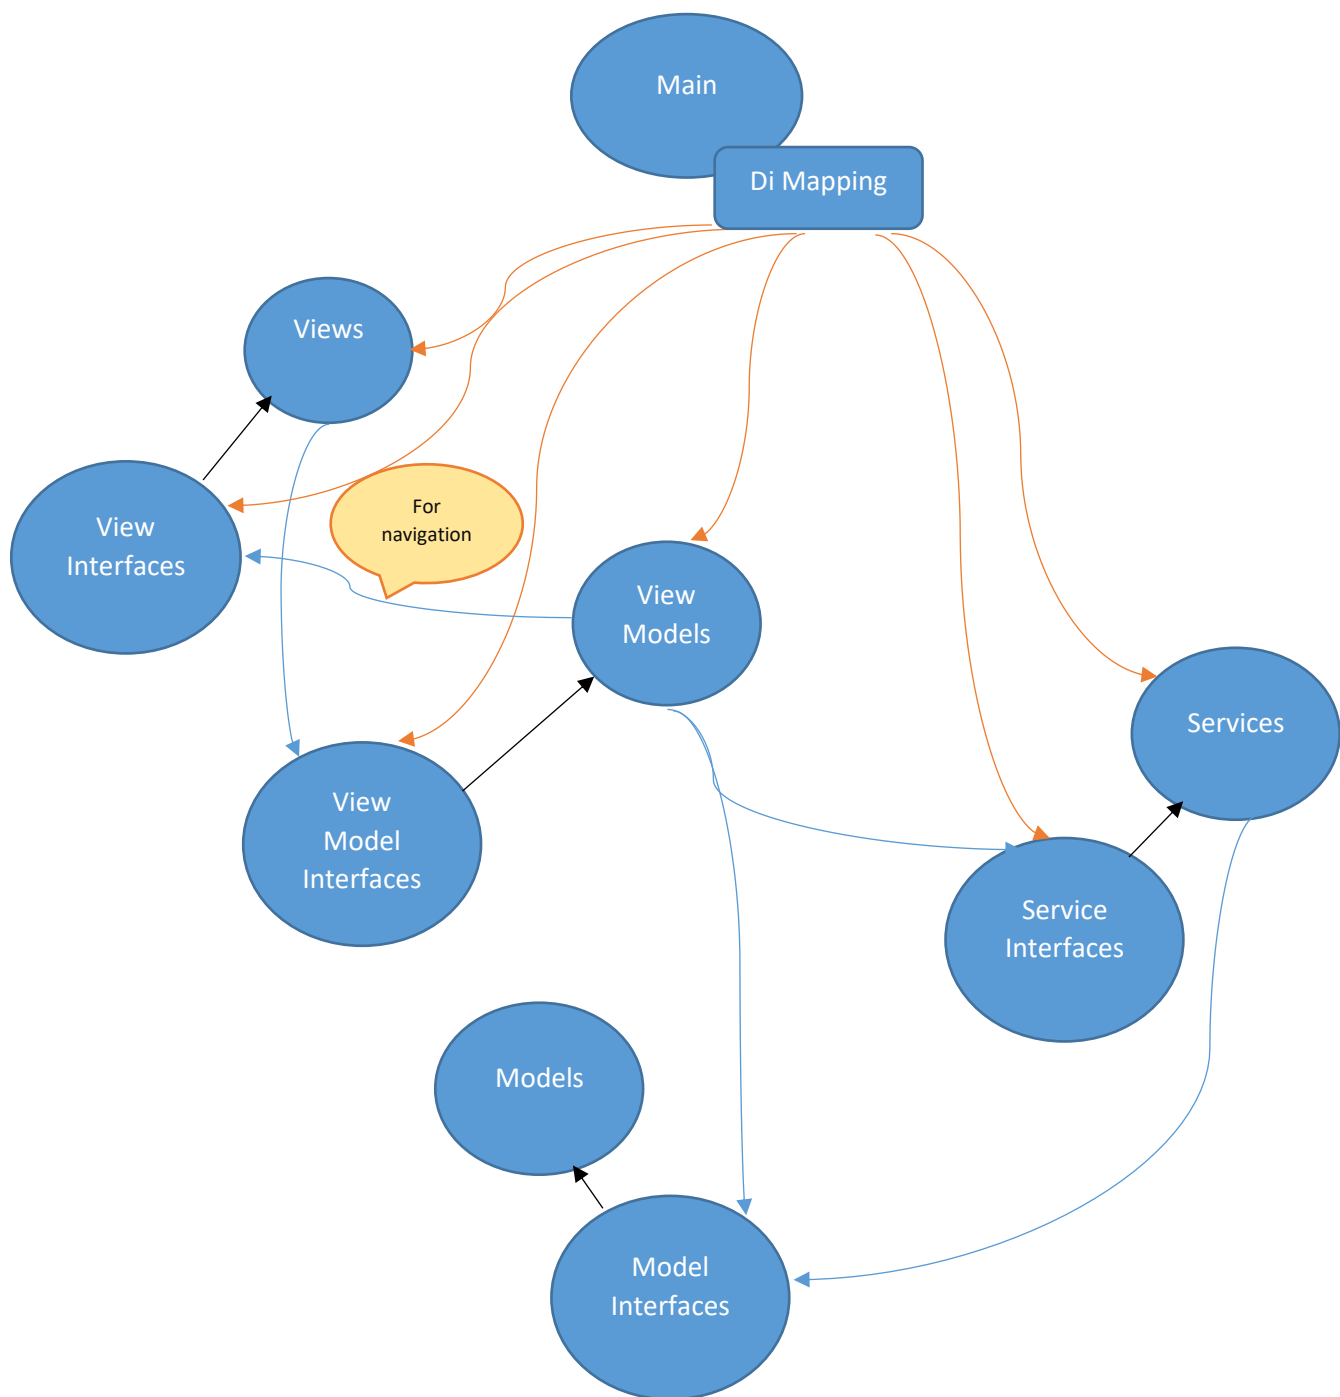 Main
Di Mapping
Views
For
navigation
View
Interfaces
View
Models
Services
View
Model
Interfaces
Service
Interfaces
Models
Model
Interfaces